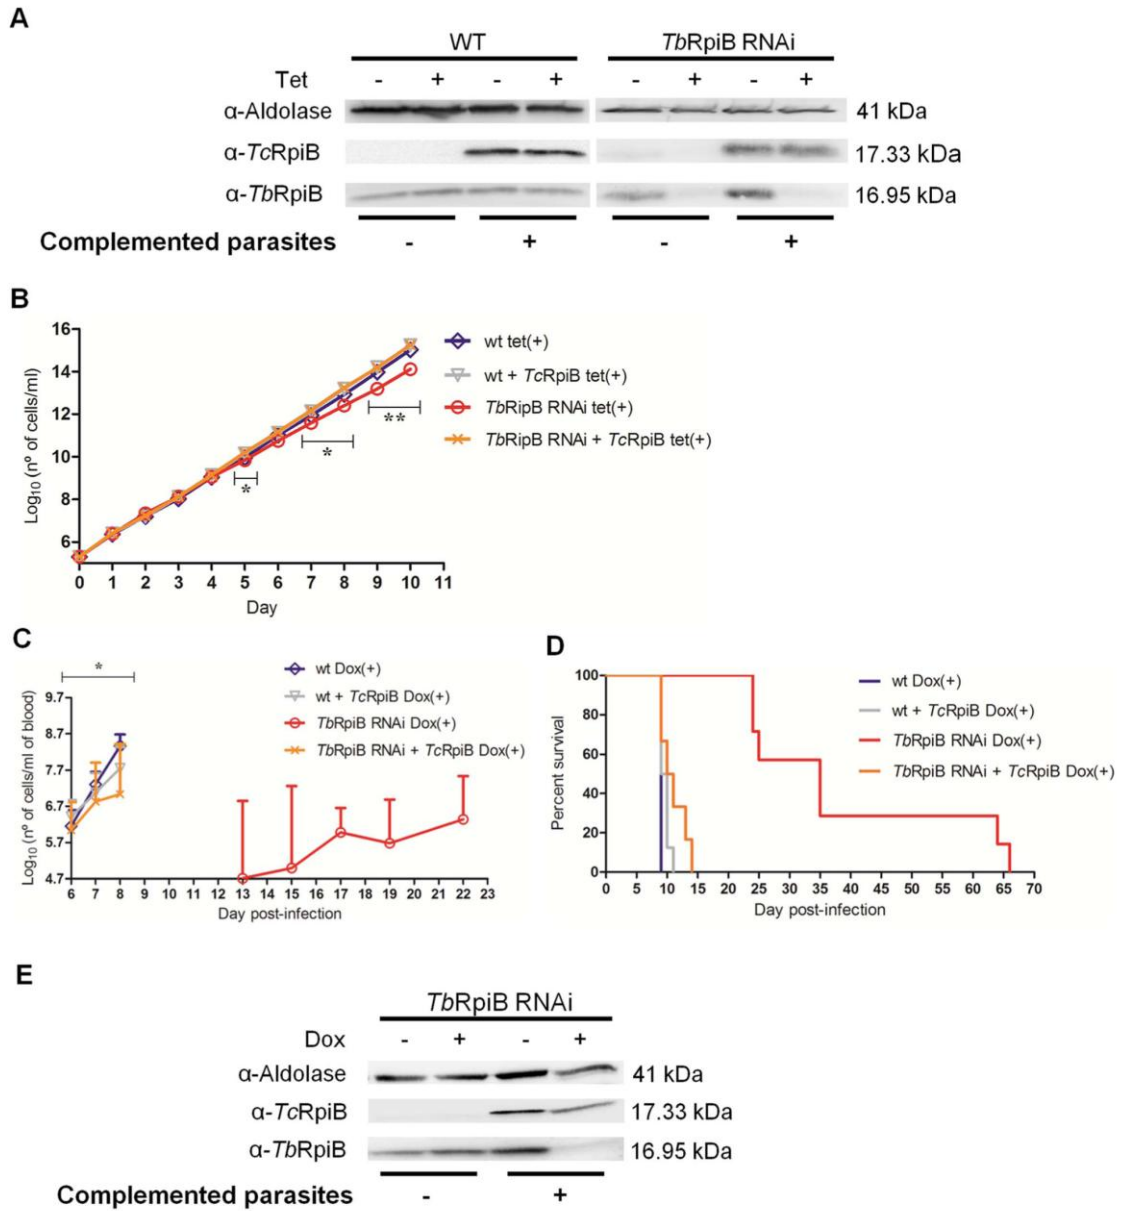 A
WT TbRpiB RNAi
Tet - + - + - + - +
α-Aldolase 41 kDa
α-TcRpiB 17.33 kDa
α-TbRpiB 16.95 kDa
Complemented parasites - + - +
B
Log10 (nº of cells/ml)
16
14
12
10
8
6
0 1 2 3 4 5 6 7 8 9 10 11
Day
* * **
wt tet(+)
wt + TcRpiB tet(+)
TbRipB RNAi tet(+)
TbRipB RNAi + TcRpiB tet(+)
C
*
Log10 (nº of cells/ml of blood)
9.7
8.7
7.7
6.7
5.7
4.7
6 7 8 9 10 11 12 13 14 15 16 17 18 19 20 21 22 23
Day post-infection
wt Dox(+)
wt + TcRpiB Dox(+)
TbRpiB RNAi Dox(+)
TbRpiB RNAi + TcRpiB Dox(+)
D
Percent survival
100
80
60
40
20
0
0 5 10 15 20 25 30 35 40 45 50 55 60 65 70
Day post-infection
wt Dox(+)
wt + TcRpiB Dox(+)
TbRpiB RNAi Dox(+)
TbRpiB RNAi + TcRpiB Dox(+)
E
TbRpiB RNAi
Dox - + - +
α-Aldolase 41 kDa
α-TcRpiB 17.33 kDa
α-TbRpiB 16.95 kDa
Complemented parasites - +